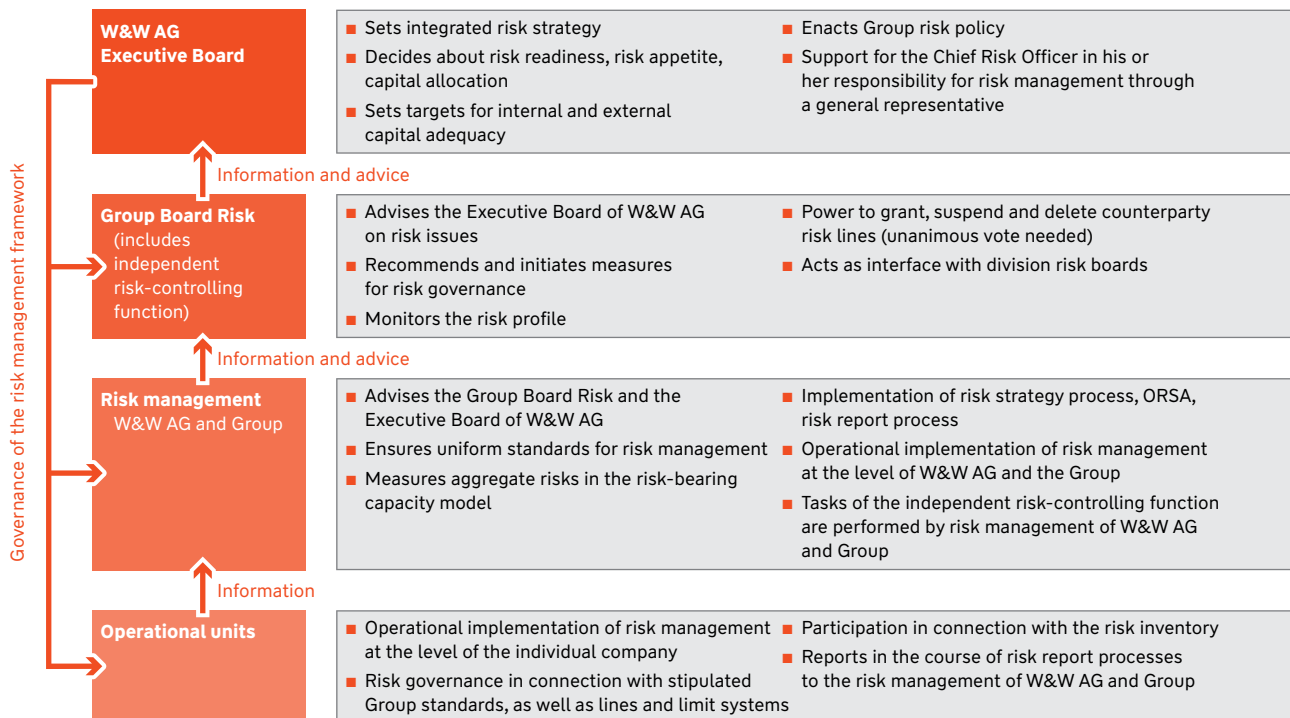 Governance of the risk management framework
W&W AG
Executive Board
■ Sets integrated risk strategy
■ Decides about risk readiness, risk appetite,
capital allocation
■ Sets targets for internal and external
capital adequacy
■ Enacts Group risk policy
■ Support for the Chief Risk Officer in his or
her responsibility for risk management through
a general representative
Information and advice
Group Board Risk
(includes
independent
risk-controlling
function)
■ Advises the Executive Board of W&W AG
on risk issues
■ Recommends and initiates measures
for risk governance
■ Monitors the risk profile
■ Power to grant, suspend and delete counterparty
risk lines (unanimous vote needed)
■ Acts as interface with division risk boards
Information and advice
Risk management
W&W AG and Group
■ Advises the Group Board Risk and the
Executive Board of W&W AG
■ Ensures uniform standards for risk management
■ Measures aggregate risks in the risk-bearing
capacity model
■ Implementation of risk strategy process, ORSA,
risk report process
■ Operational implementation of risk management
at the level of W&W AG and the Group
■ Tasks of the independent risk-controlling function
are performed by risk management of W&W AG
and Group
Information
Operational units
■ Operational implementation of risk management
at the level of the individual company
■ Risk governance in connection with stipulated
Group standards, as well as lines and limit systems
■ Participation in connection with the risk inventory
■ Reports in the course of risk report processes
to the risk management of W&W AG and Group